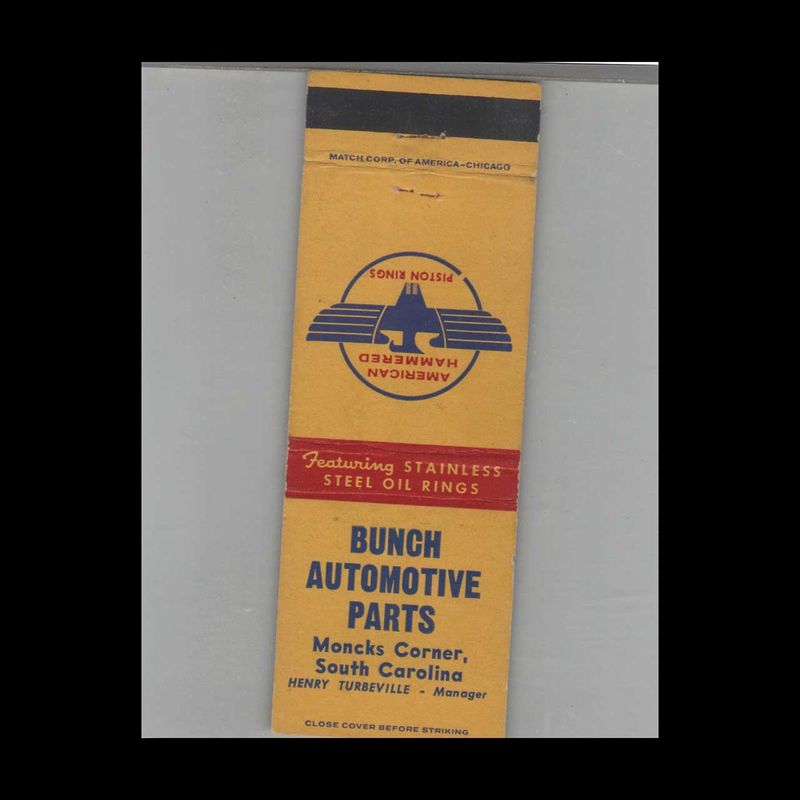 MATCH CORP. OF AMERICA-CHICAGO
AMERICAN
HAMMERED
PISTON RINGS
Featuring STAINLESS
STEEL OIL RINGS
BUNCH
AUTOMOTIVE
PARTS
Moncks Corner,
South Carolina
HENRY TURBEVILLE - Manager
CLOSE COVER BEFORE STRIKING